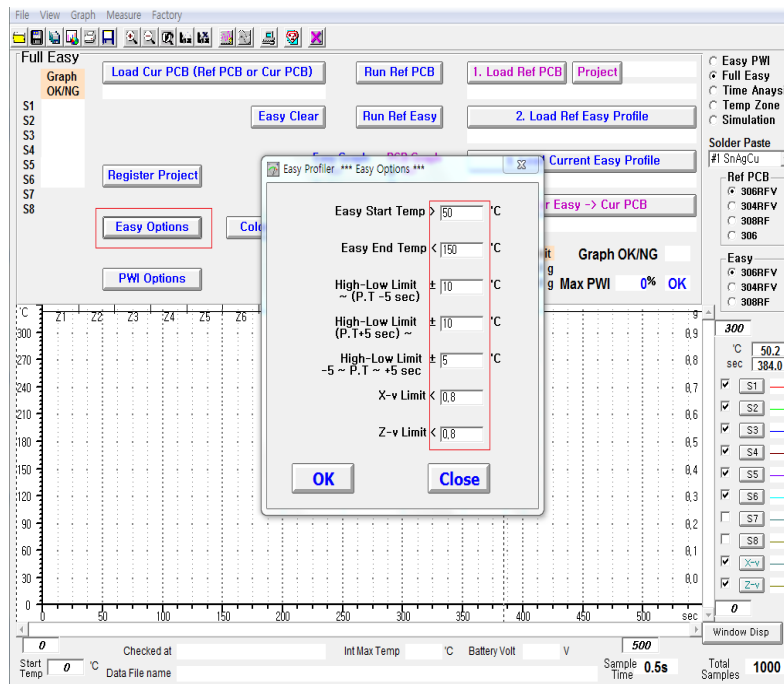 File View Graph Measure Factory
Full Easy
Graph OK/NG
S1
S2
S3
S4
S5
S6
S7
S8
Load Cur PCB (Ref PCB or Cur PCB)
Run Ref PCB
1. Load Ref PCB
Project
Easy Clear
Run Ref Easy
2. Load Ref Easy Profile
Current Easy Profile
Register Project
Easy -> Cur PCB
Easy Options
PWI Options
Graph OK/NG
Max PWI 0% OK
Easy PWI
Full Easy
Time Anaysi
Temp Zone
Simulation
Solder Paste
#1 SnAgCu
Ref PCB
306RFV
304RFV
308RF
306
Easy
306RFV
304RFV
308RF
Easy Profiler *** Easy Options ***
Easy Start Temp > 50 'C
Easy End Temp < 150 'C
High-Low Limit ± 10 'C
~ (P.T -5 sec)
High-Low Limit ± 10 'C
(P.T+5 sec) ~
High-Low Limit ± 5 'C
-5 ~ P.T ~ +5 sec
X-v Limit < 0,8
Z-v Limit < 0,8
OK
Close
'C
Z1 Z2 Z3 Z4 Z5 Z6
g
300
270
240
210
180
150
120
90
60
30
0
0,9
0,8
0,7
0,6
0,5
0,4
0,3
0,2
0,1
0,0
0 50 100 150 200 250 300 350 400 450 500 sec
300
'C 50.2
sec 384.0
S1
S2
S3
S4
S5
S6
S7
S8
X-v
Z-v
0
Window Disp
0
Checked at
Int Max Temp 'C
Battery Volt V
500
Start Temp 0 'C
Data File name
Sample Time 0.5s
Total Samples 1000